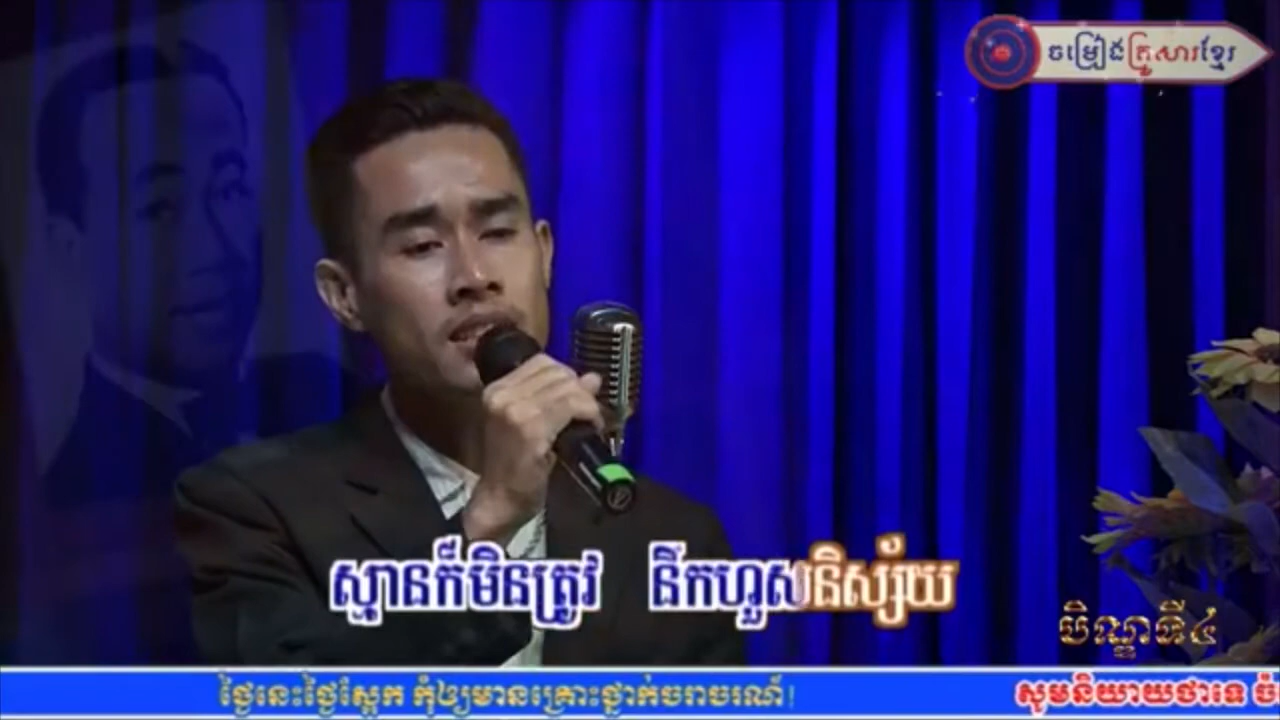 ចម្រៀងគ្រួសារខ្មែរ
ស្មានក៏មិនត្រូវ នឹកហួសនិស្ស័យ
បិណ្ឌទី៤
ថ្ងៃនេះថ្ងៃស្អែក កុំឲ្យមានគ្រោះថ្នាក់ចរាចរណ៍! សូមនិយាយថាទេ